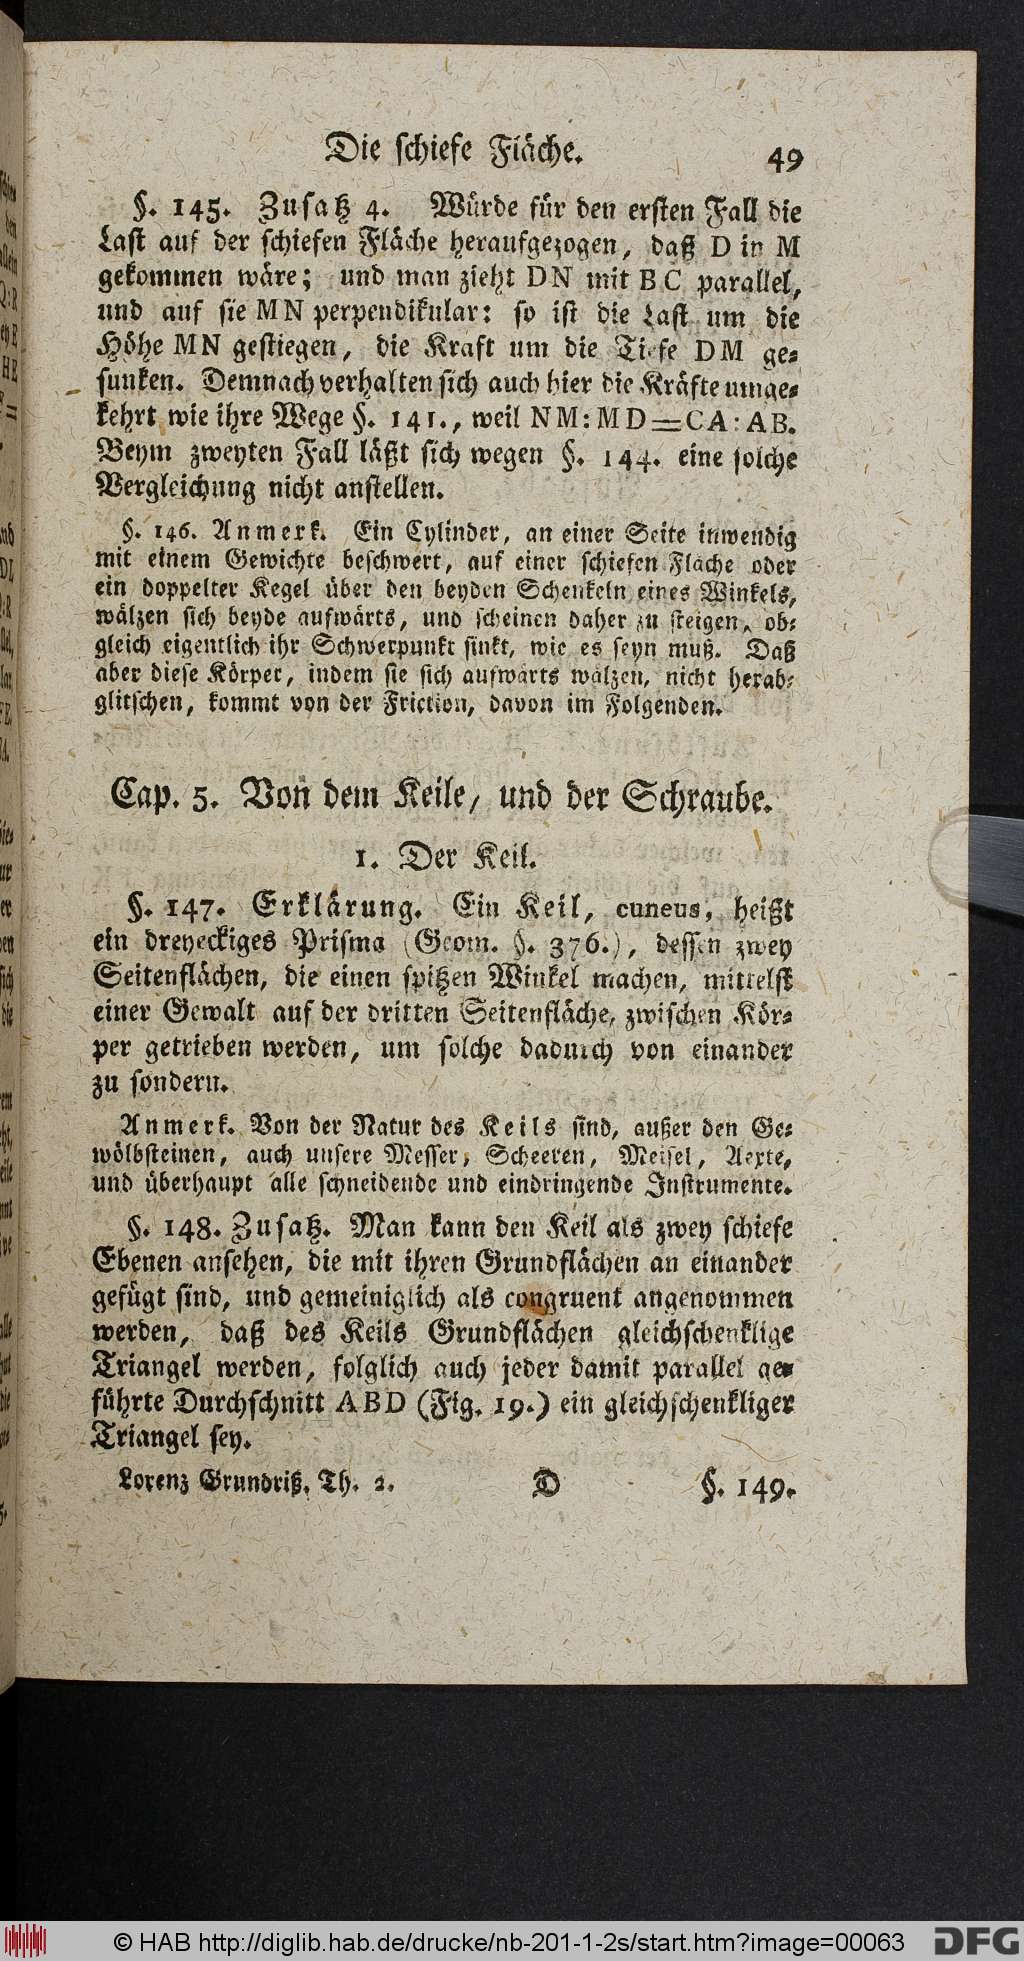 Die schiefe Fläche. 49
§. 145. Zusatz 4. Würde für den ersten Fall die
Last auf der schiefen Fläche heraufgezogen, daß D in M
gekommen wäre; und man zieht DN mit BC parallel,
und auf sie MN perpendikular: so ist die Last um die
Höhe MN gestiegen, die Kraft um die Tiefe DM ge-
sunken. Demnach verhalten sich auch hier die Kräfte umge-
kehrt wie ihre Wege §. 141., weil NM:MD=CA:AB.
Beym zweyten Fall läßt sich wegen §. 144. eine solche
Vergleichung nicht anstellen.
§. 146. Anmerk. Ein Cylinder, an einer Seite inwendig
mit einem Gewichte beschwert, auf einer schiefen Fläche oder
ein doppelter Kegel über den beyden Schenkeln eines Winkels,
wälzen sich beyde aufwärts, und scheinen daher zu steigen, ob-
gleich eigentlich ihr Schwerpunkt sinkt, wie es seyn muß. Daß
aber diese Körper, indem sie sich aufwärts wälzen, nicht herab-
glitschen, kommt von der Friction, davon im Folgenden.
Cap. 5. Von dem Keile, und der Schraube.
1. Der Keil.
§. 147. Erklärung. Ein Keil, cuneus, heißt
ein dreyeckiges Prisma (Geom. §. 376.), dessen zwey
Seitenflächen, die einen spitzen Winkel machen, mittelst
einer Gewalt auf der dritten Seitenfläche, zwischen Kör-
per getrieben werden, um solche dadurch von einander
zu sondern.
Anmerk. Von der Natur des Keils sind, außer den Ge-
wölbsteinen, auch unsere Messer, Scheeren, Meisel, Aexte,
und überhaupt alle schneidende und eindringende Instrumente.
§. 148. Zusatz. Man kann den Keil als zwey schiefe
Ebenen ansehen, die mit ihren Grundflächen an einander
gefügt sind, und gemeiniglich als congruent angenommen
werden, daß des Keils Grundflächen gleichschenklige
Triangel werden, folglich auch jeder damit parallel ge-
führte Durchschnitt ABD (Fig. 19.) ein gleichschenkliger
Triangel sey.
Lorenz Grundriß. Th. 2. D §. 149.
© HAB http://diglib.hab.de/drucke/nb-201-1-2s/start.htm?image=00063 DFG